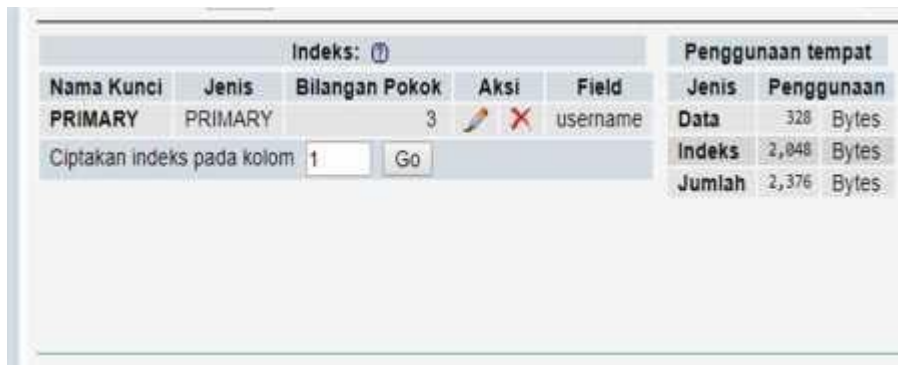 Indeks:
Nama Kunci Jenis Bilangan Pokok Aksi Field
PRIMARY PRIMARY 3 username
Ciptakan indeks pada kolom 1 Go
Penggunaan tempat
Jenis Penggunaan
Data 328 Bytes
Indeks 2,048 Bytes
Jumlah 2,376 Bytes